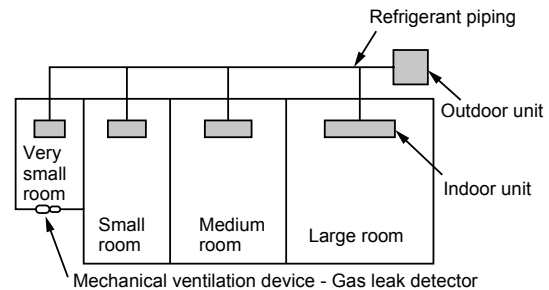 Refrigerant piping
Outdoor unit
Indoor unit
Very
small
room
Small
room
Medium
room
Large room
Mechanical ventilation device - Gas leak detector